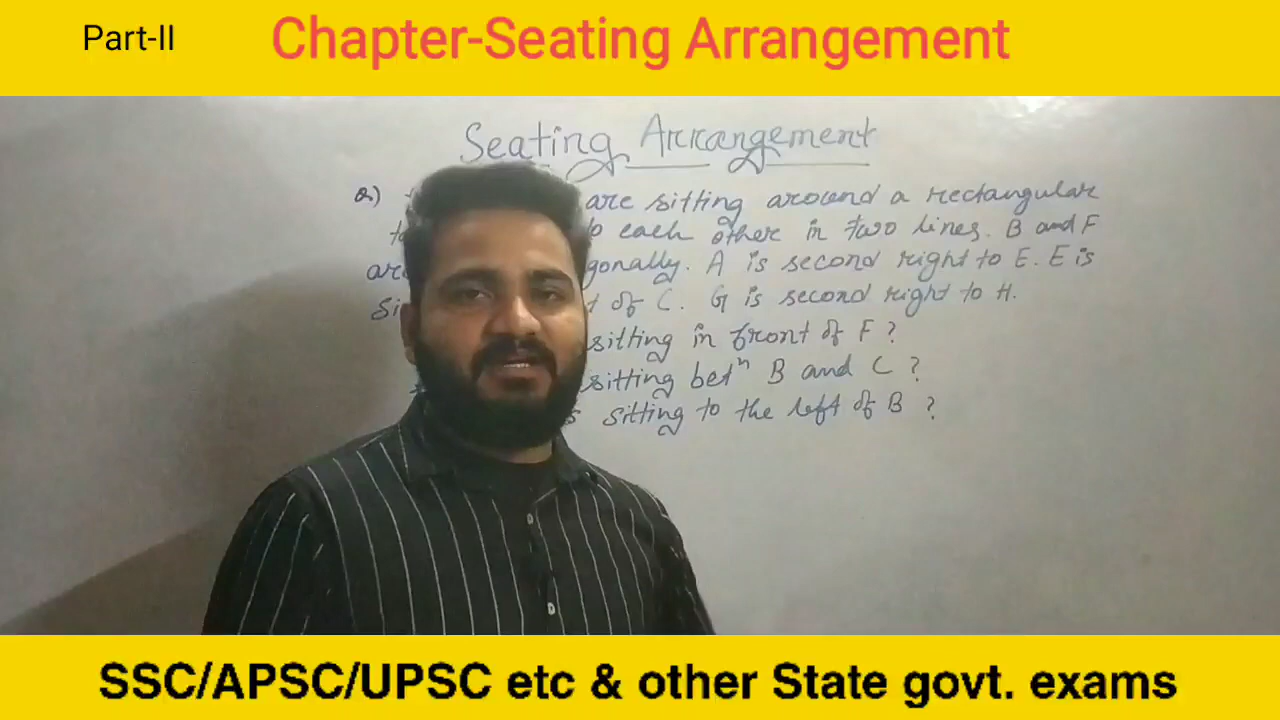 Part-II
Chapter-Seating Arrangement
Seating Arrangement
Q) are sitting around a rectangular
each other in two lines. B and F
are A is second right to E. E is
of C. G is second right to H.
sitting in front of F?
sitting betⁿ B and C?
sitting to the left of B?
SSC/APSC/UPSC etc & other State govt. exams